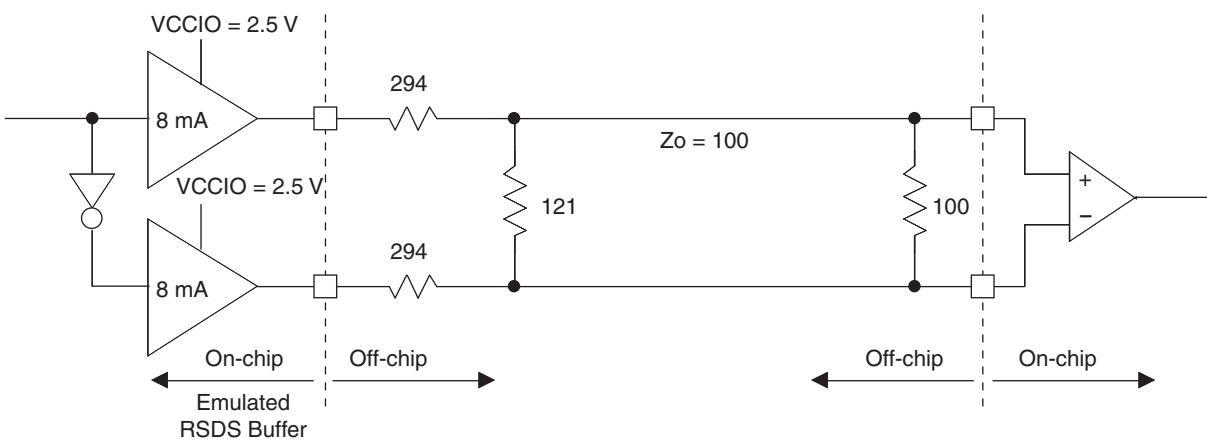 VCCIO = 2.5 V
294
8 mA
Zo = 100
VCCIO = 2.5 V
121
100
+
−
294
8 mA
On-chip
Off-chip
Off-chip
On-chip
Emulated
RSDS Buffer